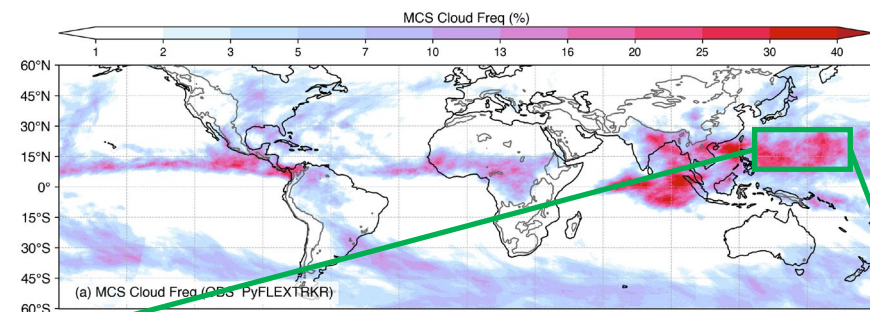 MCS Cloud Freq (%)
1 2 3 5 7 10 13 16 20 25 30 40
60°N
45°N
30°N
15°N
0°
15°S
30°S
45°S
60°S
(a) MCS Cloud Freq (OBS PyFLEXTRKR)